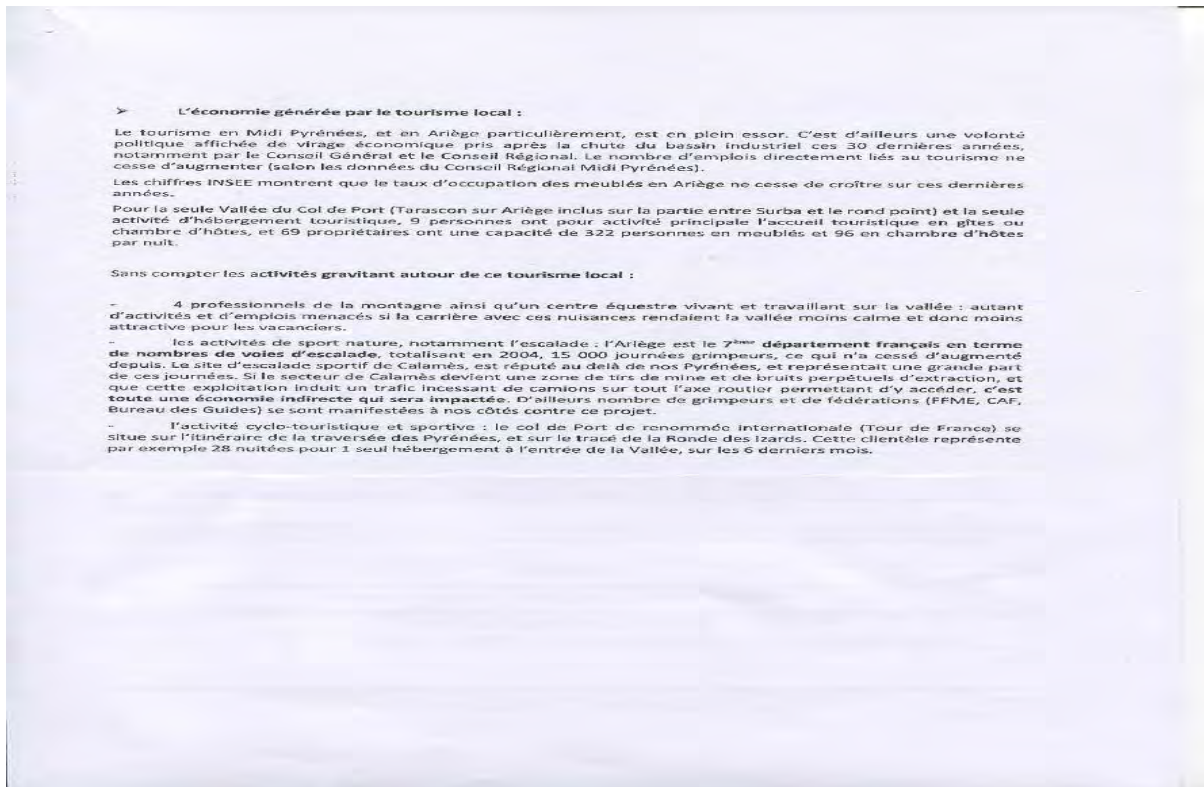 ➢ L'économie générée par le tourisme local :
Le tourisme en Midi Pyrénées, et en Ariège particulièrement, est en plein essor. C'est d'ailleurs une volonté
politique affichée de virage économique pris après la chute du bassin industriel ces 30 dernières années,
notamment par le Conseil Général et le Conseil Régional. Le nombre d'emplois directement liés au tourisme ne
cesse d'augmenter (selon les données du Conseil Régional Midi Pyrénées).
Les chiffres INSEE montrent que le taux d'occupation des meublés en Ariège ne cesse de croître sur ces dernières
années.
Pour la seule Vallée du Col de Port (Tarascon sur Ariège inclus sur la partie entre Surba et le rond point) et la seule
activité d'hébergement touristique, 9 personnes ont pour activité principale l'accueil touristique en gîtes ou
chambre d'hôtes, et 69 propriétaires ont une capacité de 322 personnes en meublés et 96 en chambre d'hôtes
par nuit.
Sans compter les activités gravitant autour de ce tourisme local :
- 4 professionnels de la montagne ainsi qu'un centre équestre vivant et travaillant sur la vallée : autant
d'activités et d'emplois menacés si la carrière avec ces nuisances rendaient la vallée moins calme et donc moins
attractive pour les vacanciers.
- les activités de sport nature, notamment l'escalade : l'Ariège est le 7ème département français en terme
de nombres de voies d'escalade, totalisant en 2004, 15 000 journées grimpeurs, ce qui n'a cessé d'augmenté
depuis. Le site d'escalade sportif de Calamès, est réputé au delà de nos Pyrénées, et représentait une grande part
de ces journées. Si le secteur de Calamès devient une zone de tirs de mine et de bruits perpétuels d'extraction, et
que cette exploitation induit un trafic incessant de camions sur tout l'axe routier permettant d'y accéder, c'est
toute une économie indirecte qui sera impactée. D'ailleurs nombre de grimpeurs et de fédérations (FFME, CAF,
Bureau des Guides) se sont manifestées à nos côtés contre ce projet.
- l'activité cyclo-touristique et sportive : le col de Port de renommée internationale (Tour de France) se
situe sur l'itinéraire de la traversée des Pyrénées, et sur le tracé de la Ronde des Izards. Cette clientèle représente
par exemple 28 nuitées pour 1 seul hébergement à l'entrée de la Vallée, sur les 6 derniers mois.